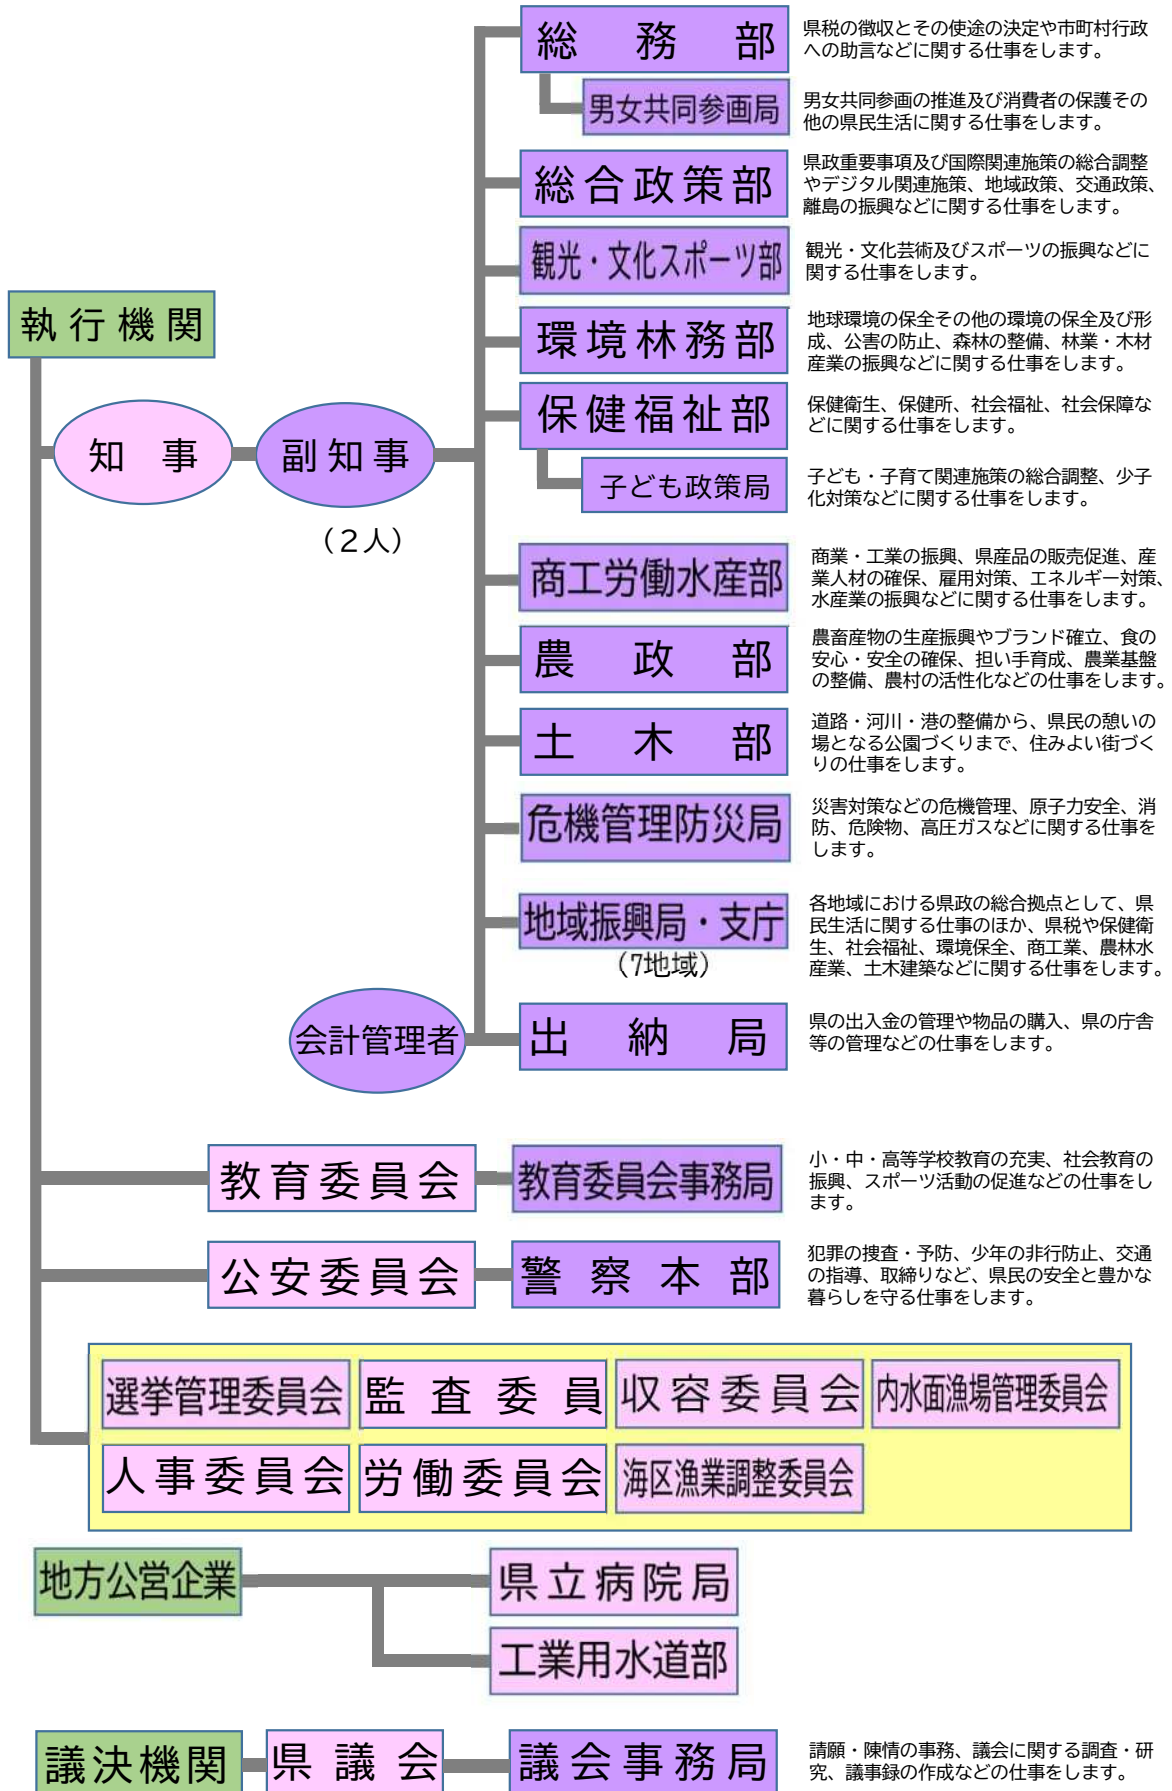 総務部
県税の徴収とその使途の決定や市町村行政
への助言などに関する仕事をします。
男女共同参画局
男女共同参画の推進及び消費者の保護その
他の県民生活に関する仕事をします。
総合政策部
県政重要事項及び国際関連施策の総合調整
やデジタル関連施策、地域政策、交通政策、
離島の振興などに関する仕事をします。
観光・文化スポーツ部
観光・文化芸術及びスポーツの振興などに
関する仕事をします。
執行機関
環境林務部
地球環境の保全その他の環境の保全及び形
成、公害の防止、森林の整備、林業・木材
産業の振興などに関する仕事をします。
知事
副知事
(2人)
保健福祉部
保健衛生、保健所、社会福祉、社会保障な
どに関する仕事をします。
子ども政策局
子ども・子育て関連施策の総合調整、少子
化対策などに関する仕事をします。
商工労働水産部
商業・工業の振興、県産品の販売促進、産
業人材の確保、雇用対策、エネルギー対策、
水産業の振興などに関する仕事をします。
農政部
農畜産物の生産振興やブランド確立、食の
安心・安全の確保、担い手育成、農業基盤
の整備、農村の活性化などの仕事をします。
土木部
道路・河川・港の整備から、県民の憩いの
場となる公園づくりまで、住みよい街づく
りの仕事をします。
危機管理防災局
災害対策などの危機管理、原子力安全、消
防、危険物、高圧ガスなどに関する仕事を
します。
地域振興局・支庁
(7地域)
各地域における県政の総合拠点として、県
民生活に関する仕事のほか、県税や保健衛
生、社会福祉、環境保全、商工業、農林水
産業、土木建築などに関する仕事をします。
会計管理者
出納局
県の出入金の管理や物品の購入、県の庁舎
等の管理などの仕事をします。
教育委員会
教育委員会事務局
小・中・高等学校教育の充実、社会教育の
振興、スポーツ活動の促進などの仕事をし
ます。
公安委員会
警察本部
犯罪の捜査・予防、少年の非行防止、交通
の指導、取締りなど、県民の安全と豊かな
暮らしを守る仕事をします。
選挙管理委員会
監査委員
収容委員会
内水面漁場管理委員会
人事委員会
労働委員会
海区漁業調整委員会
地方公営企業
県立病院局
工業用水道部
議決機関
県議会
議会事務局
請願・陳情の事務、議会に関する調査・研
究、議事録の作成などの仕事をします。